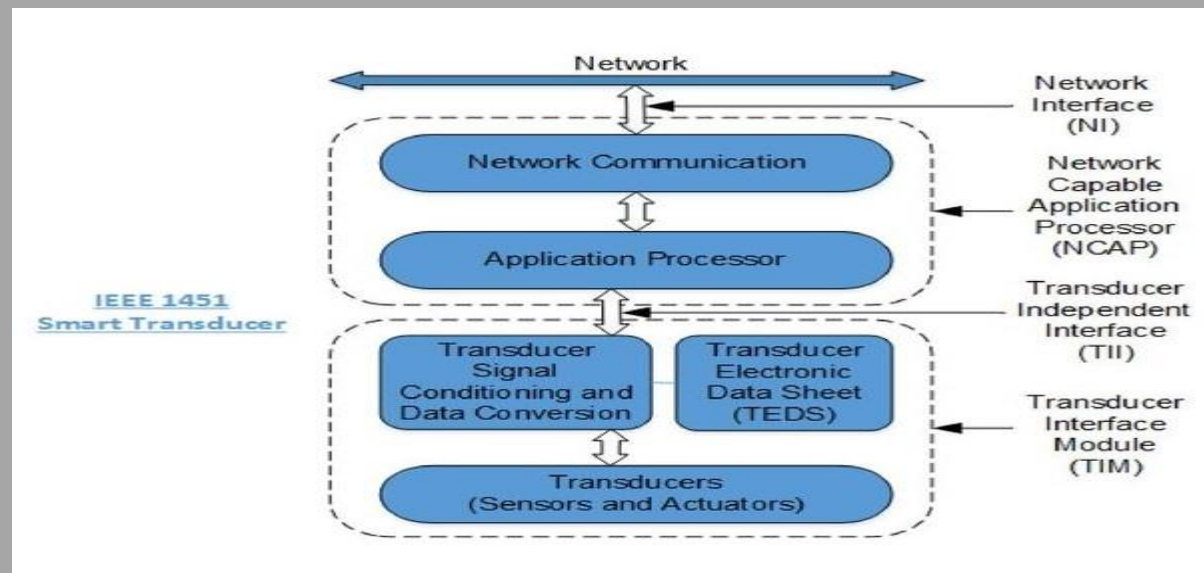 Network
Network
Interface
(NI)
Network Communication
Network
Capable
Application
Processor
(NCAP)
Application Processor
IEEE 1451
Smart Transducer
Transducer
Independent
Interface
(TII)
Transducer
Signal
Conditioning and
Data Conversion
Transducer
Electronic
Data Sheet
(TEDS)
Transducer
Interface
Module
(TIM)
Transducers
(Sensors and Actuators)